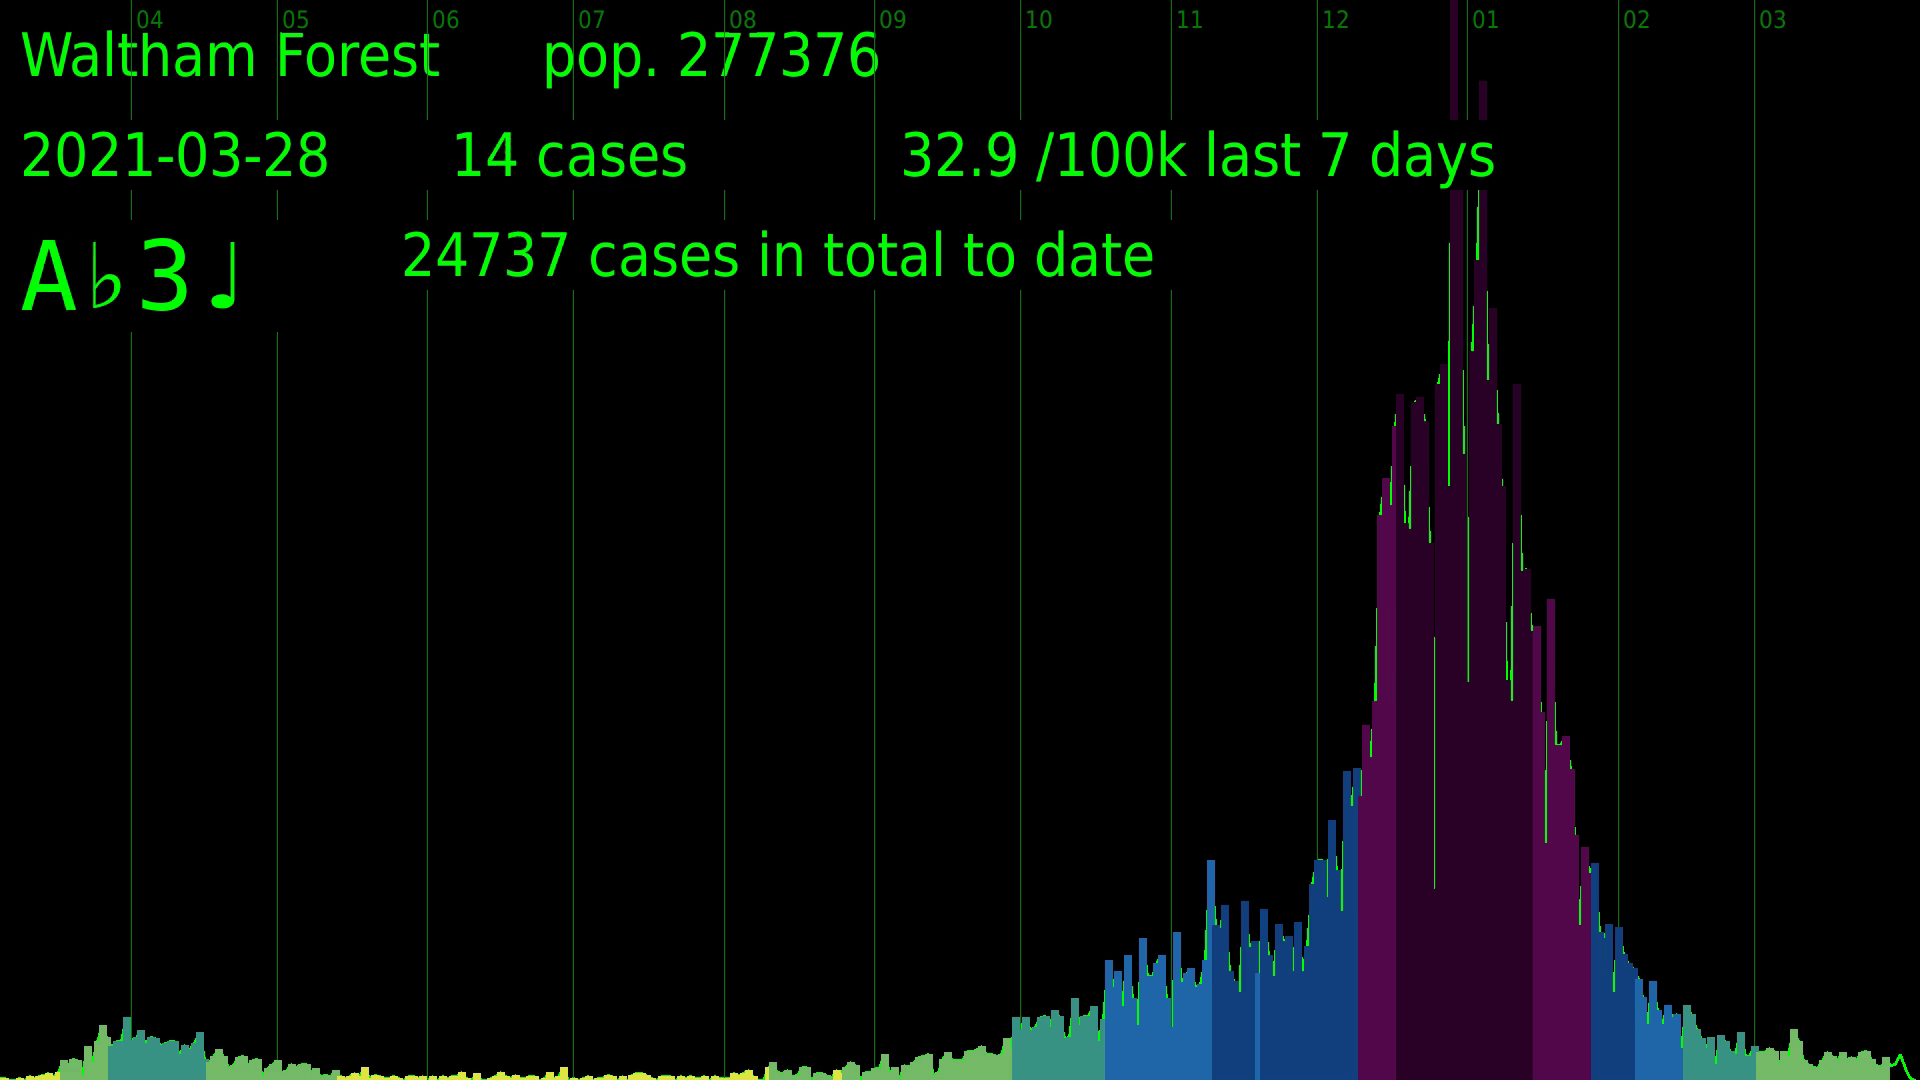 04 05 06 07 08 09 10 11 12 01 02 03
Waltham Forest pop. 277376
2021-03-28 14 cases 32.9 /100k last 7 days
A♭3♩ 24737 cases in total to date